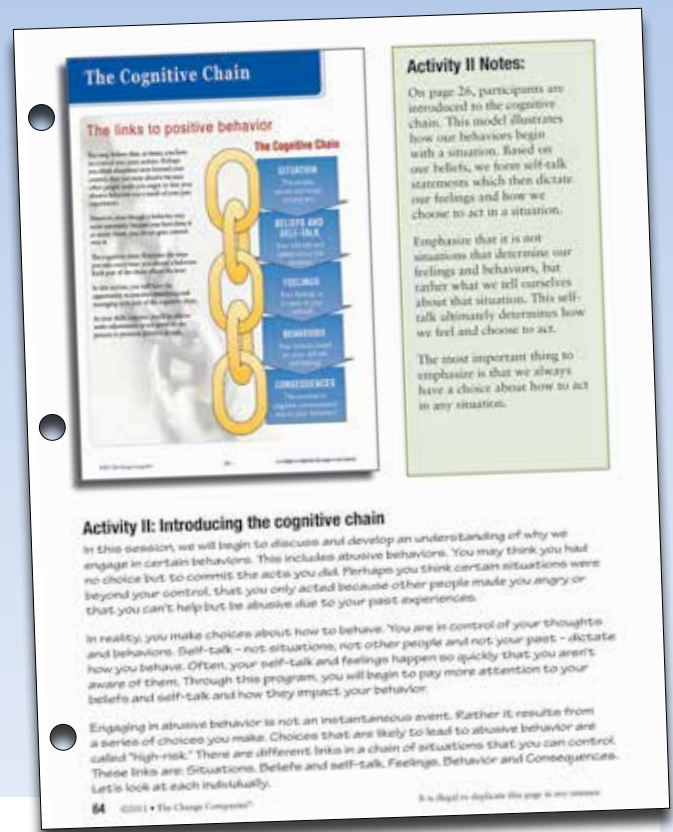 The Cognitive Chain
The links to positive behavior
The Cognitive Chain
SITUATION
BELIEFS AND
SELF-TALK
FEELINGS
BEHAVIORS
CONSEQUENCES
Activity II Notes:
On page 26, participants are
introduced to the cognitive
chain. This model illustrates
how our behaviors begin
with a situation. Based on
our beliefs, we form self-talk
statements which then dictate
our feelings and how we
choose to act in a situation.
Emphasize that it is not
situations that determine our
feelings and behaviors, but
rather what we tell ourselves
about that situation. This self-
talk ultimately determines how
we feel and choose to act.
The most important thing to
emphasize is that we always
have a choice about how to act
in any situation.
Activity II: Introducing the cognitive chain
In this session, we will begin to discuss and develop an understanding of why we
engage in certain behaviors. This includes abusive behaviors. You may think you had
no choice but to commit the acts you did. Perhaps you think certain situations were
beyond your control, that you only acted because other people made you angry or
that you can't help but be abusive due to your past experiences.
In reality, you make choices about how to behave. You are in control of your thoughts
and behaviors. Self-talk – not situations, not other people and not your past – dictate
how you behave. Often, your self-talk and feelings happen so quickly that you aren't
aware of them. Through this program, you will begin to pay more attention to your
beliefs and self-talk and how they impact your behavior.
Engaging in abusive behavior is not an instantaneous event. Rather it results from
a series of choices you make. Choices that are likely to lead to abusive behavior are
called "high-risk." There are different links in a chain of situations that you can control.
These links are: Situations, Beliefs and self-talk, Feelings, Behavior and Consequences.
Let's look at each individually.
64 ©2011 • The Change Companies®
It is illegal to duplicate this page in any manner.